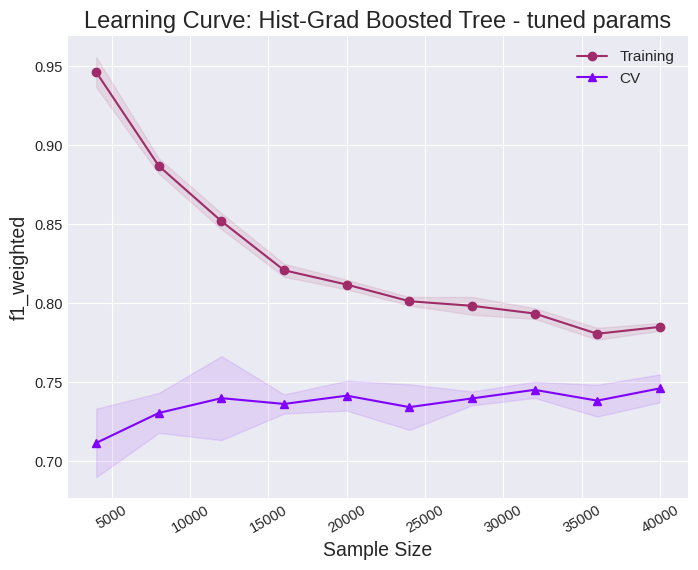 Learning Curve: Hist-Grad Boosted Tree - tuned params
Training
CV
f1_weighted
0.95
0.90
0.85
0.80
0.75
0.70
5000
10000
15000
20000
25000
30000
35000
40000
Sample Size